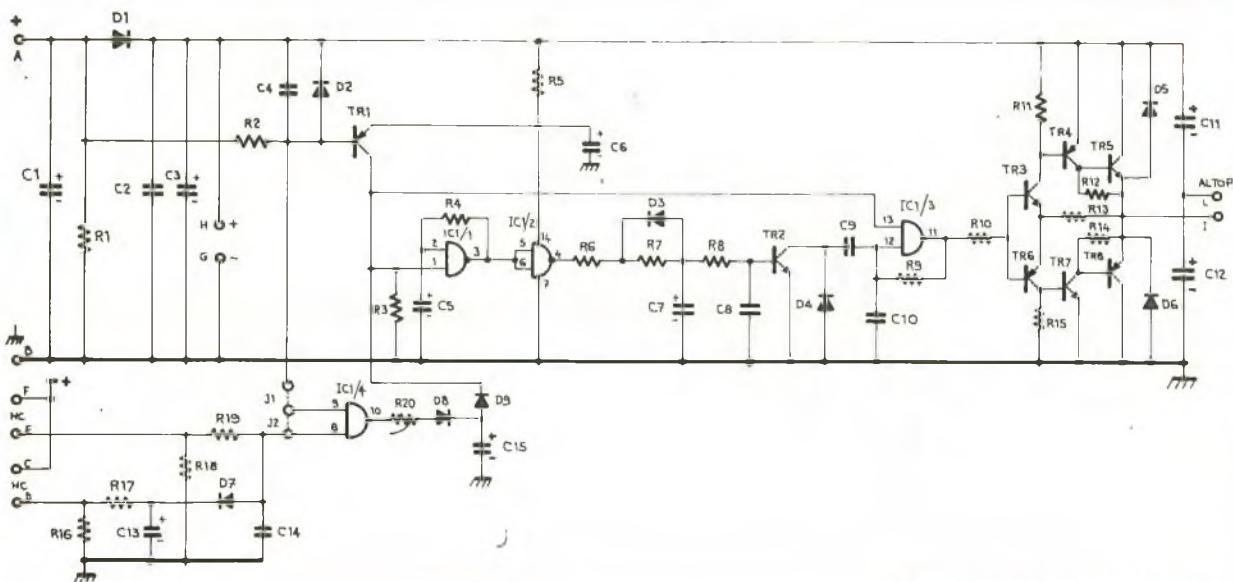 +
A
D1
C1
R1
C2
C3
H +
G -
R2
C4
D2
TR1
R5
C6
R4
IC1/1
2
1
3
R3
C5
IC1/2
5
6
14
4
7
R6
D3
R7
C7
R8
C8
TR2
D4
C9
IC1/3
13
12
11
R9
C10
R10
R11
TR3
TR4
TR5
R12
R13
R14
TR6
TR7
TR8
R15
D5
D6
C11
C12
ALTOP
L
I
B
F
+
NC
E
C
NC
D
R16
R17
C13
R18
D7
R19
C14
J1
J2
IC1/4
9
8
10
R20
D8
D9
C15